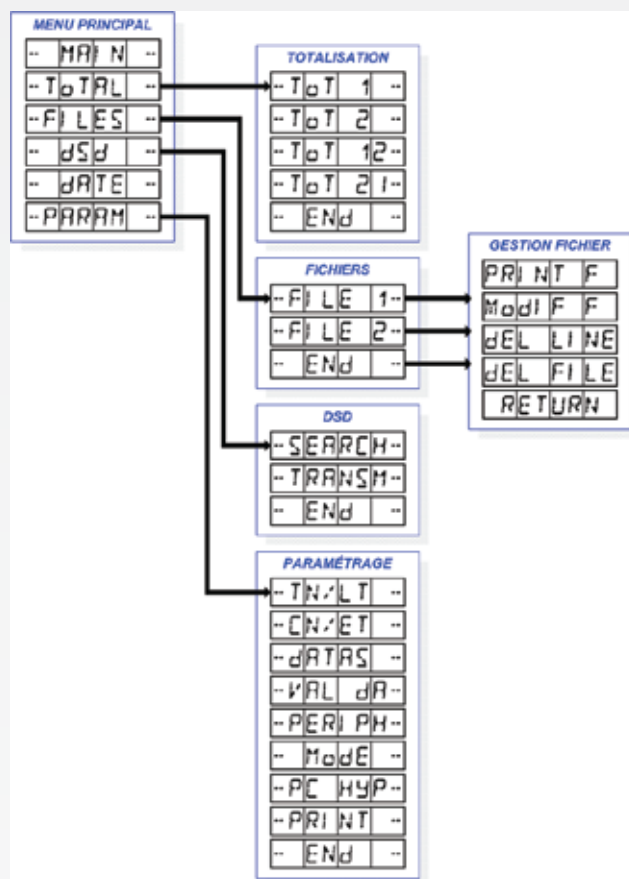 MENU PRINCIPAL
-- MAIN --
-- ToTAL --
--FILES --
-- dSd --
-- dATE --
--PARAM --
TOTALISATION
--ToT 1 --
--ToT 2 --
--ToT 12--
--ToT 21--
-- ENd --
FICHIERS
--FILE 1--
--FILE 2--
-- ENd --
GESTION FICHIER
PRINT F
ModIF F
dEL LINE
dEL FILE
RETURN
DSD
--SEARCH--
--TRANSM--
-- ENd --
PARAMÉTRAGE
--TN/LT --
--CN/ET --
--dATAS --
--VAL dA--
--PERIPH--
-- ModE --
--PC HYP--
--PRINT --
-- ENd --